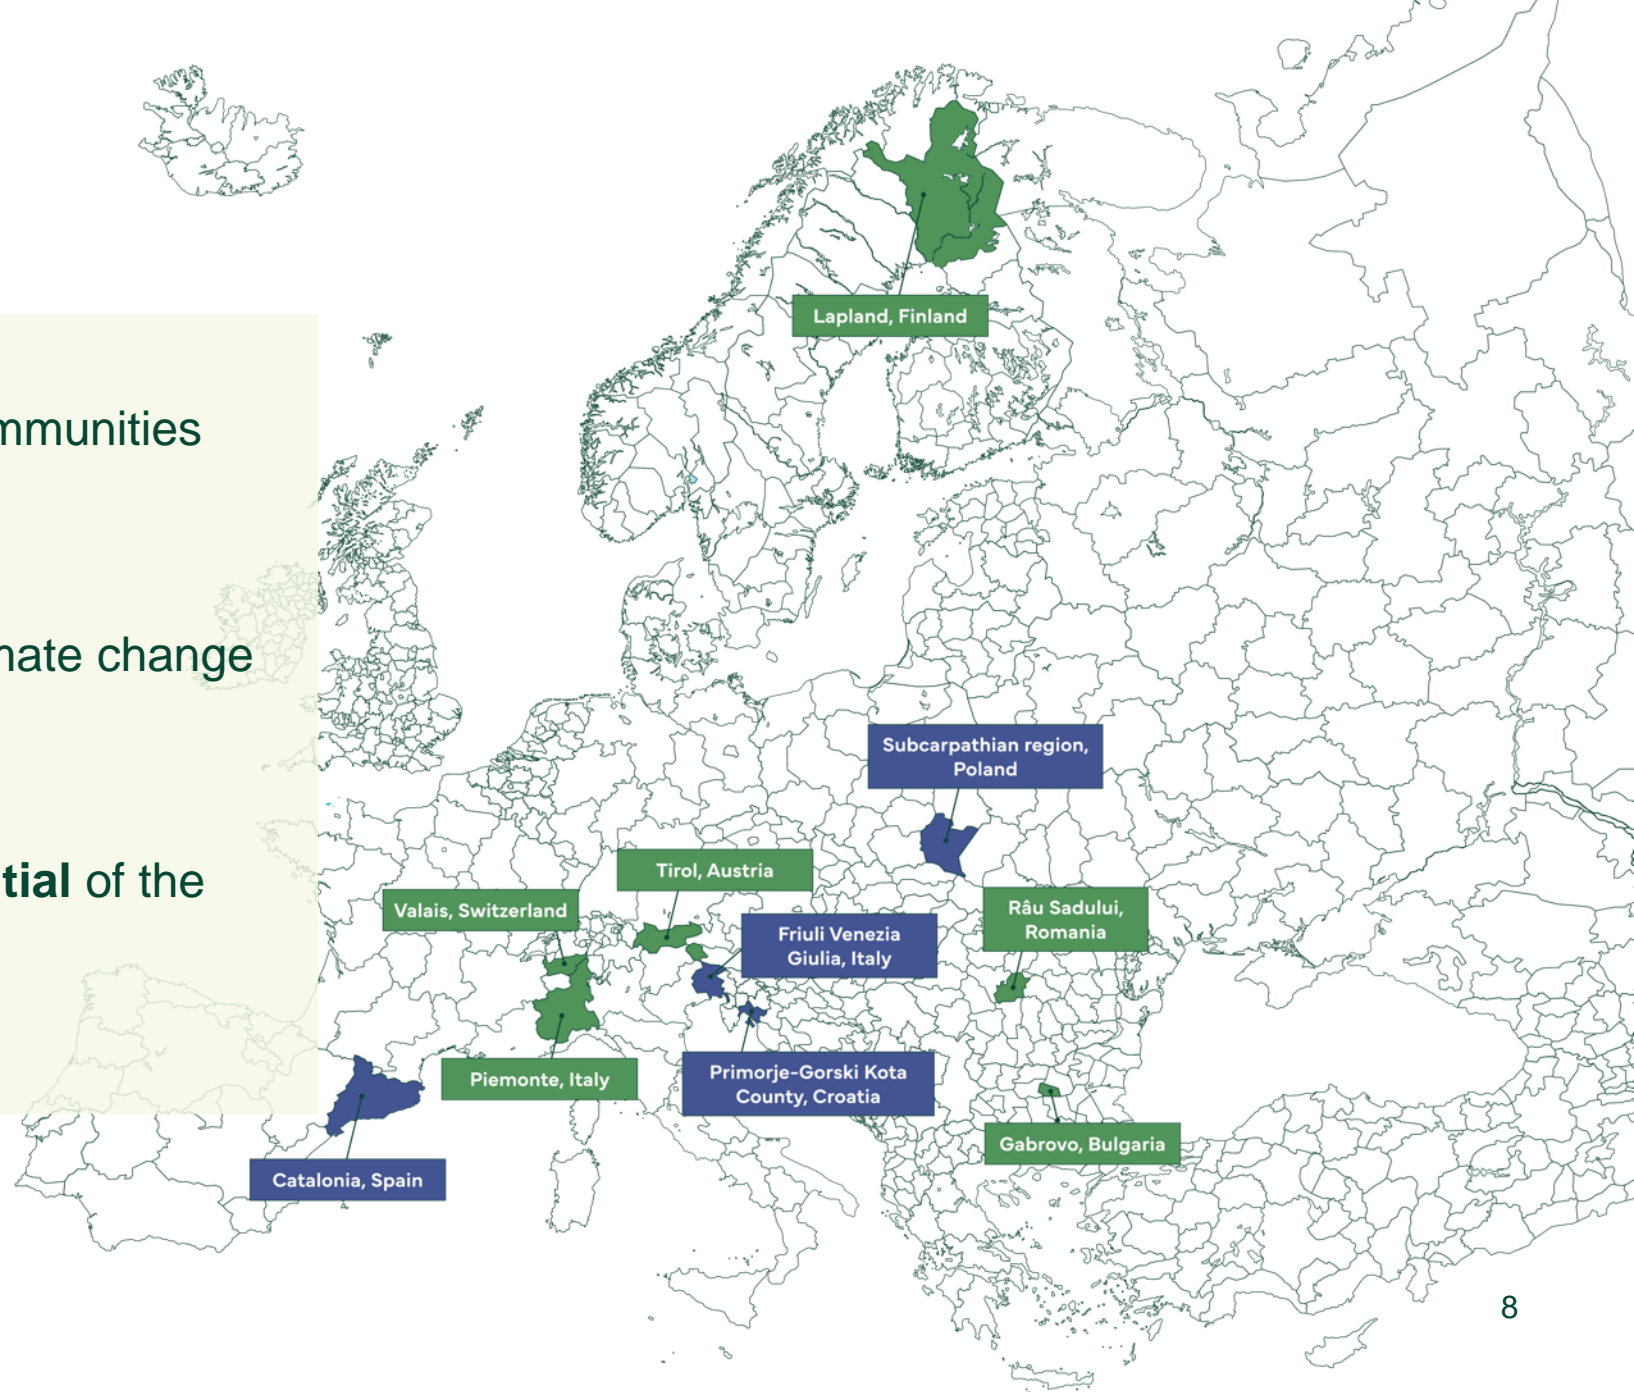 Lapland, Finland
mmunities
nate change
tial of the
Subcarpathian region,
Poland
Tirol, Austria
Valais, Switzerland
Friuli Venezia
Giulia, Italy
Râu Sadului,
Romania
Piemonte, Italy
Primorje-Gorski Kota
County, Croatia
Gabrovo, Bulgaria
Catalonia, Spain
8